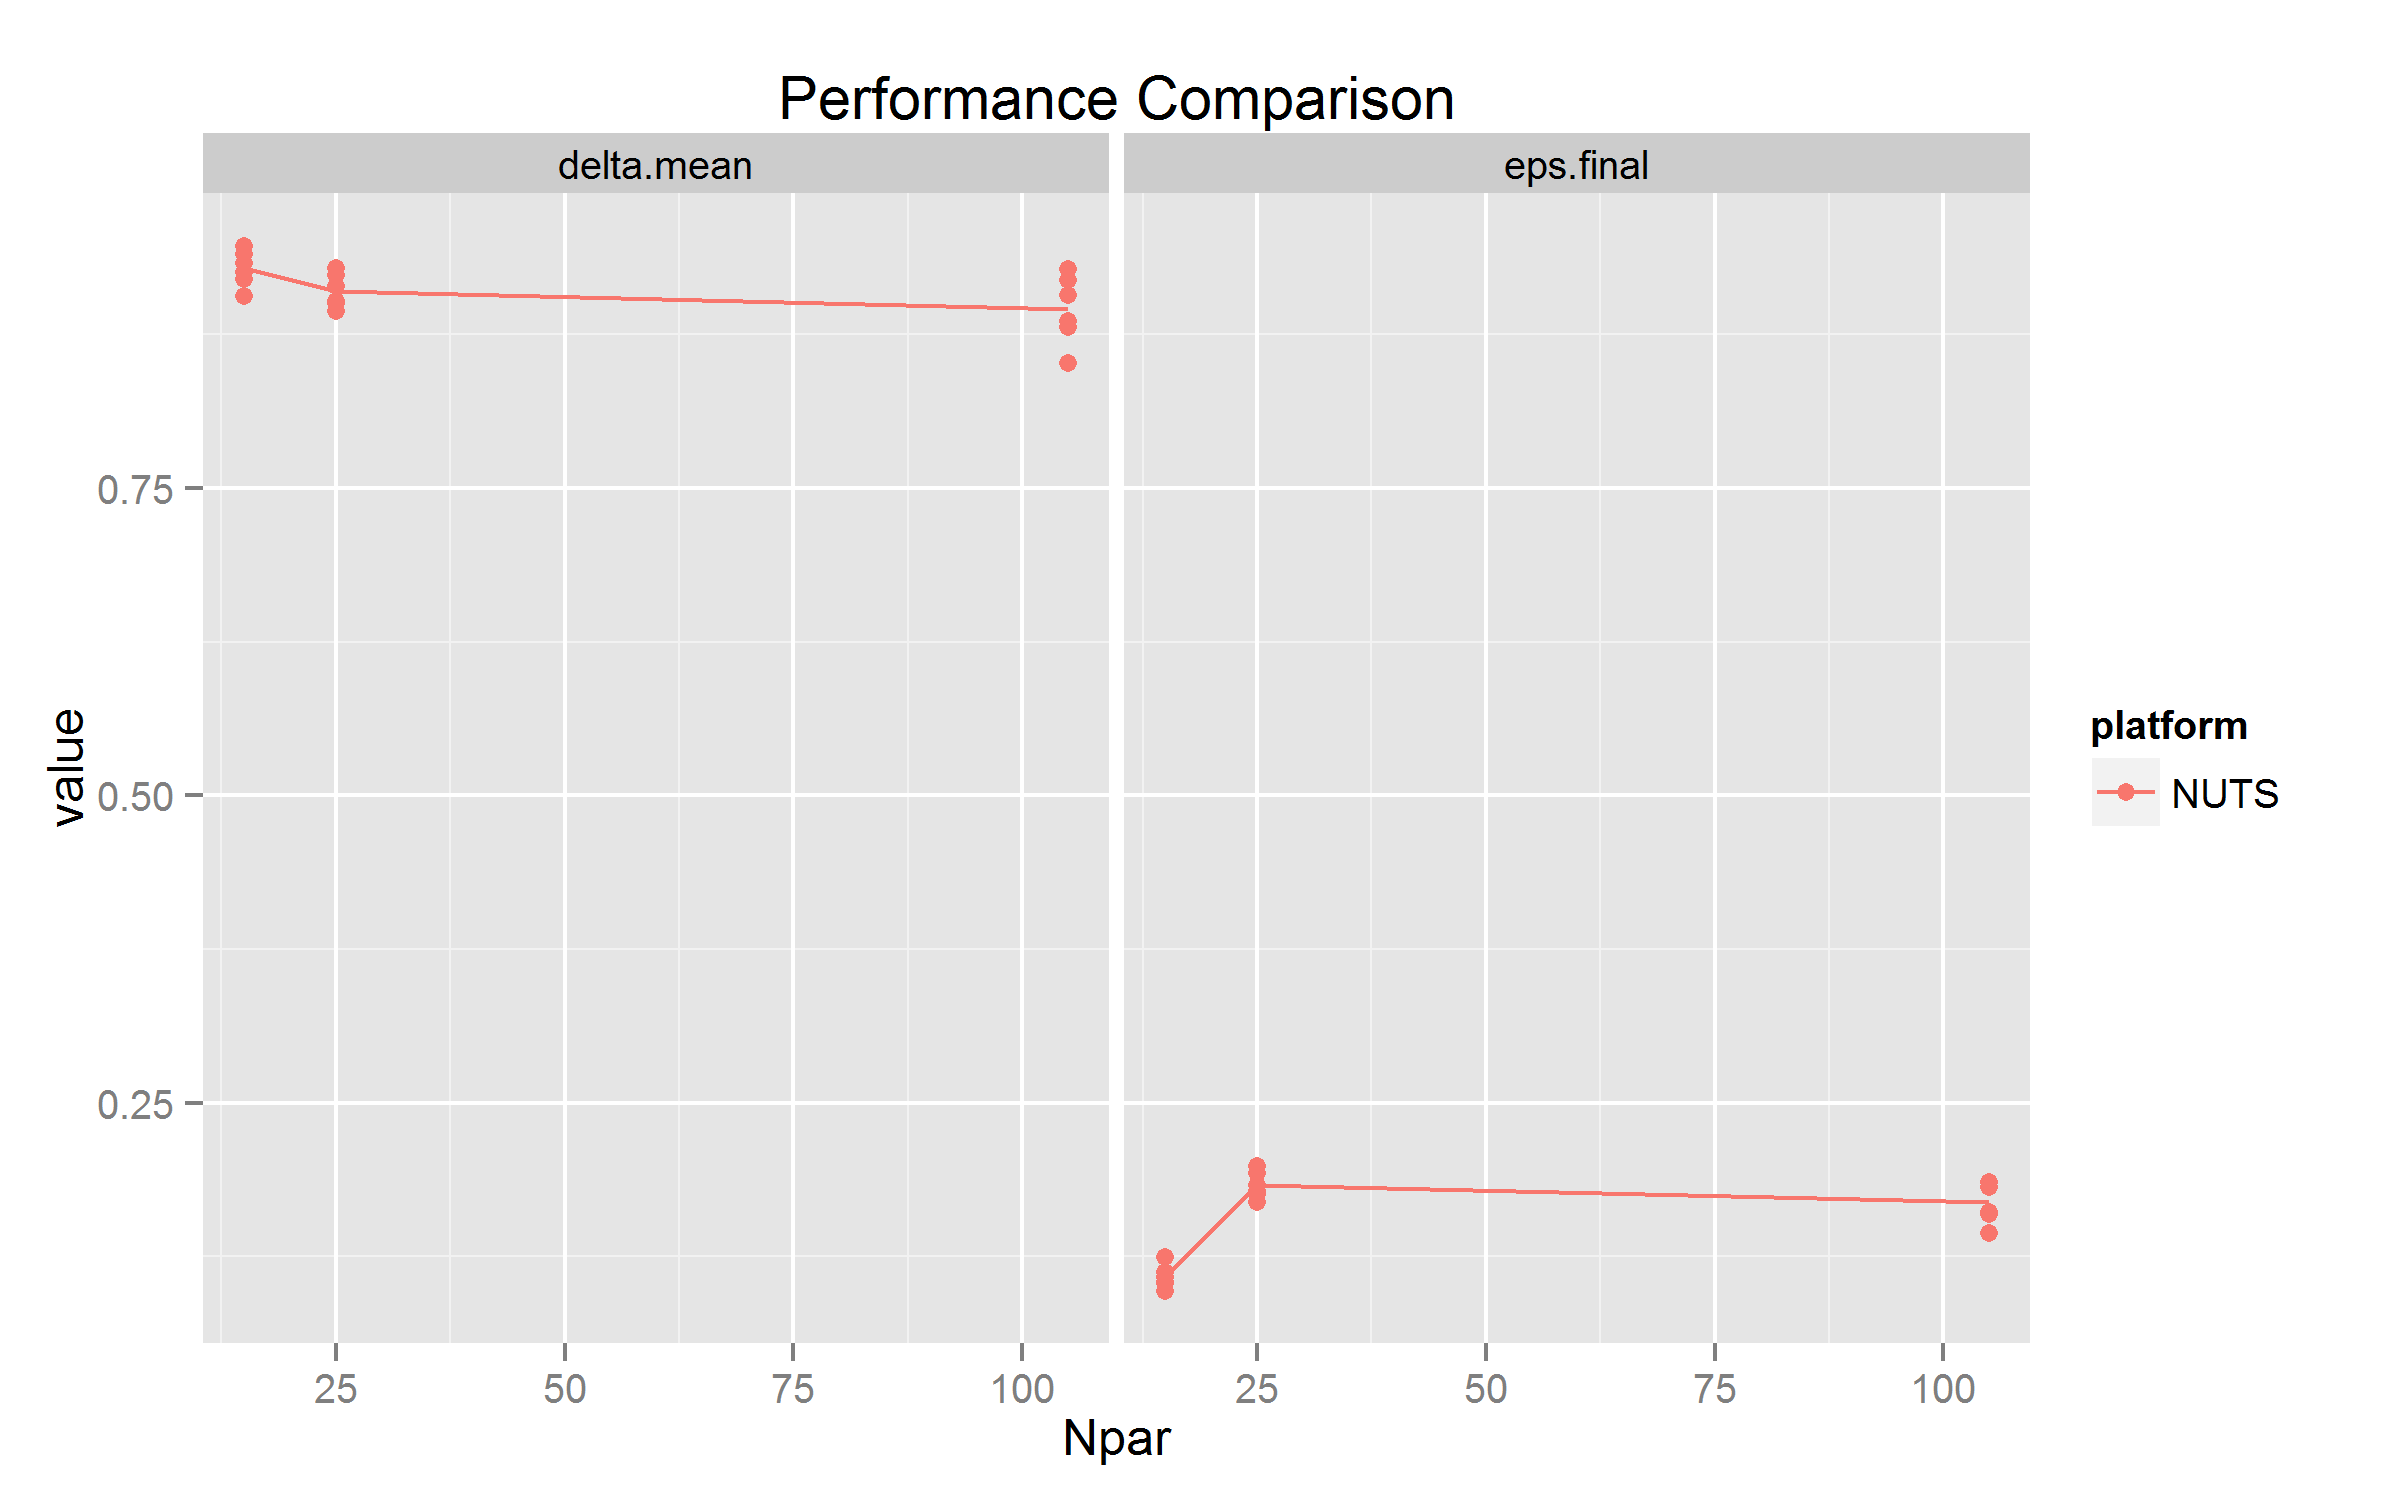 Performance Comparison
delta.mean
eps.final
value
0.75
0.50
0.25
25 50 75 100
25 50 75 100
Npar
platform
NUTS